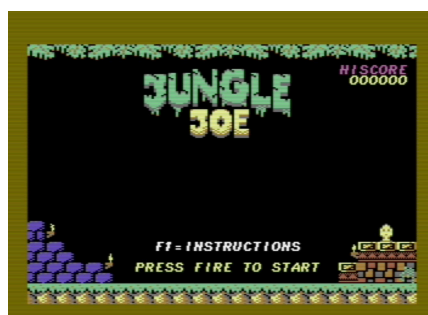 JUNGLE
JOE
HISCORE
000000
F1=INSTRUCTIONS
PRESS FIRE TO START